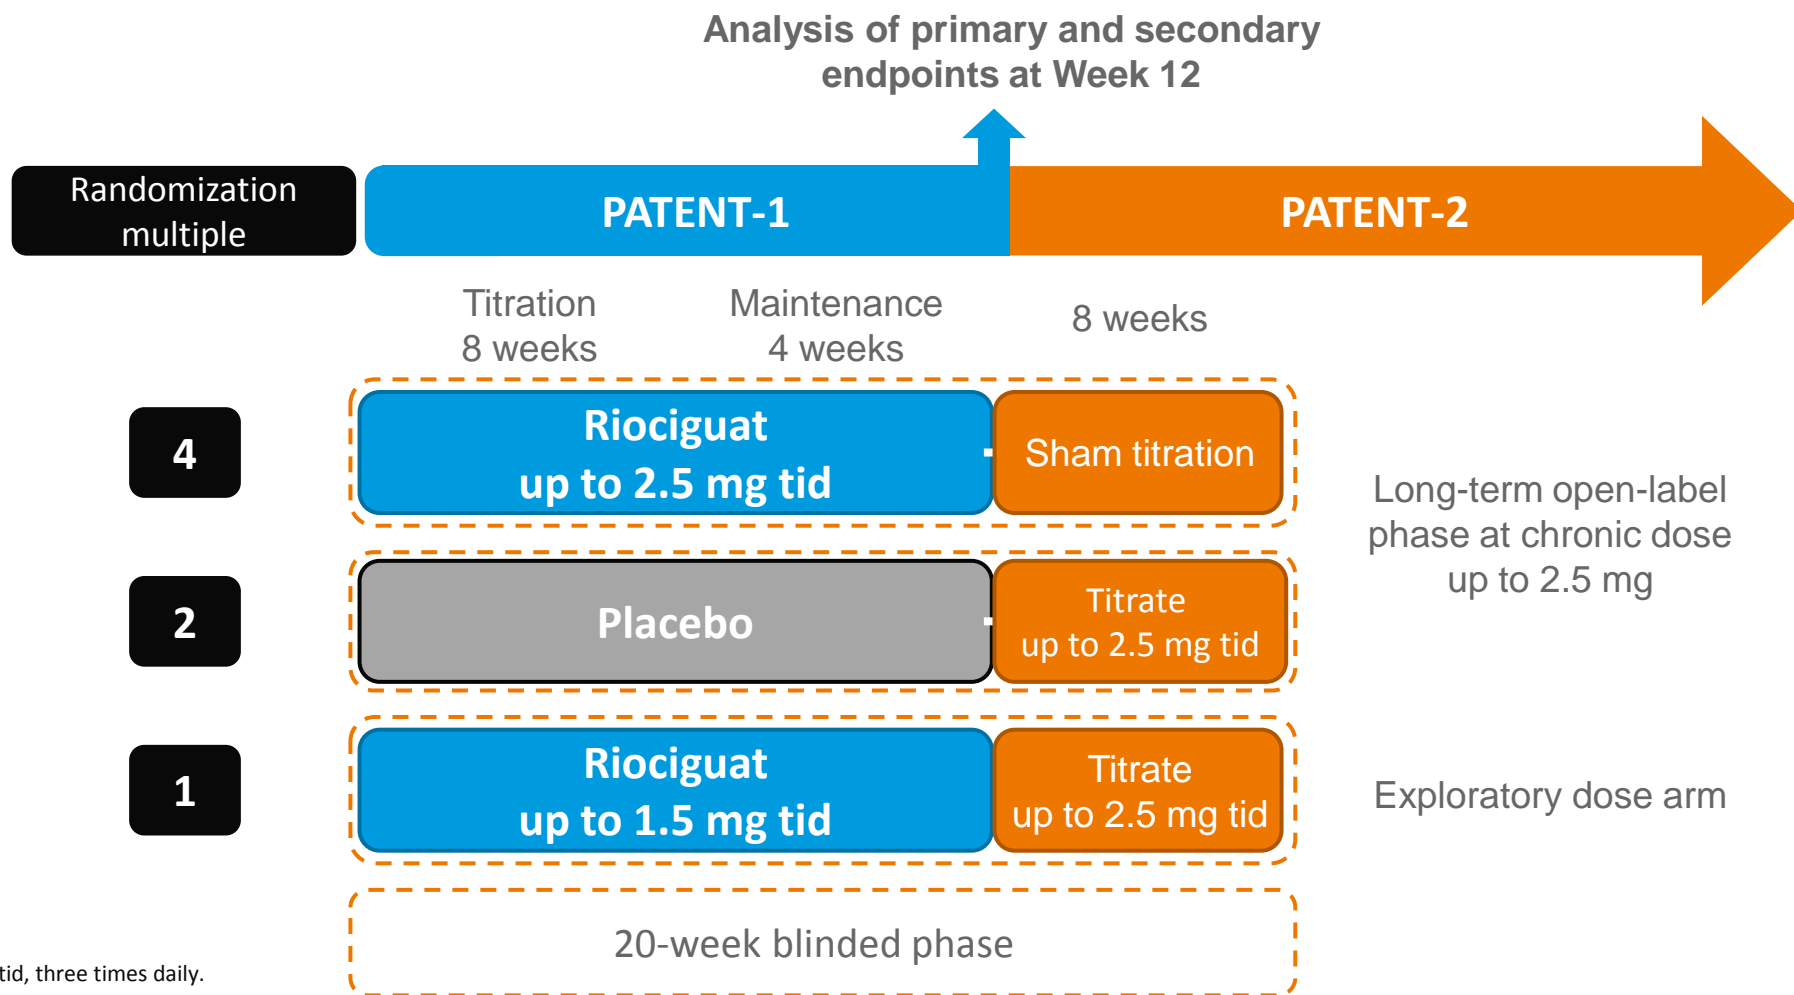 Analysis of primary and secondary
endpoints at Week 12
Randomization
multiple
PATENT-1
PATENT-2
Titration
8 weeks
Maintenance
4 weeks
8 weeks
4
Riociguat
up to 2.5 mg tid
Sham titration
Long-term open-label
phase at chronic dose
up to 2.5 mg
2
Placebo
Titrate
up to 2.5 mg tid
1
Riociguat
up to 1.5 mg tid
Titrate
up to 2.5 mg tid
Exploratory dose arm
20-week blinded phase
tid, three times daily.